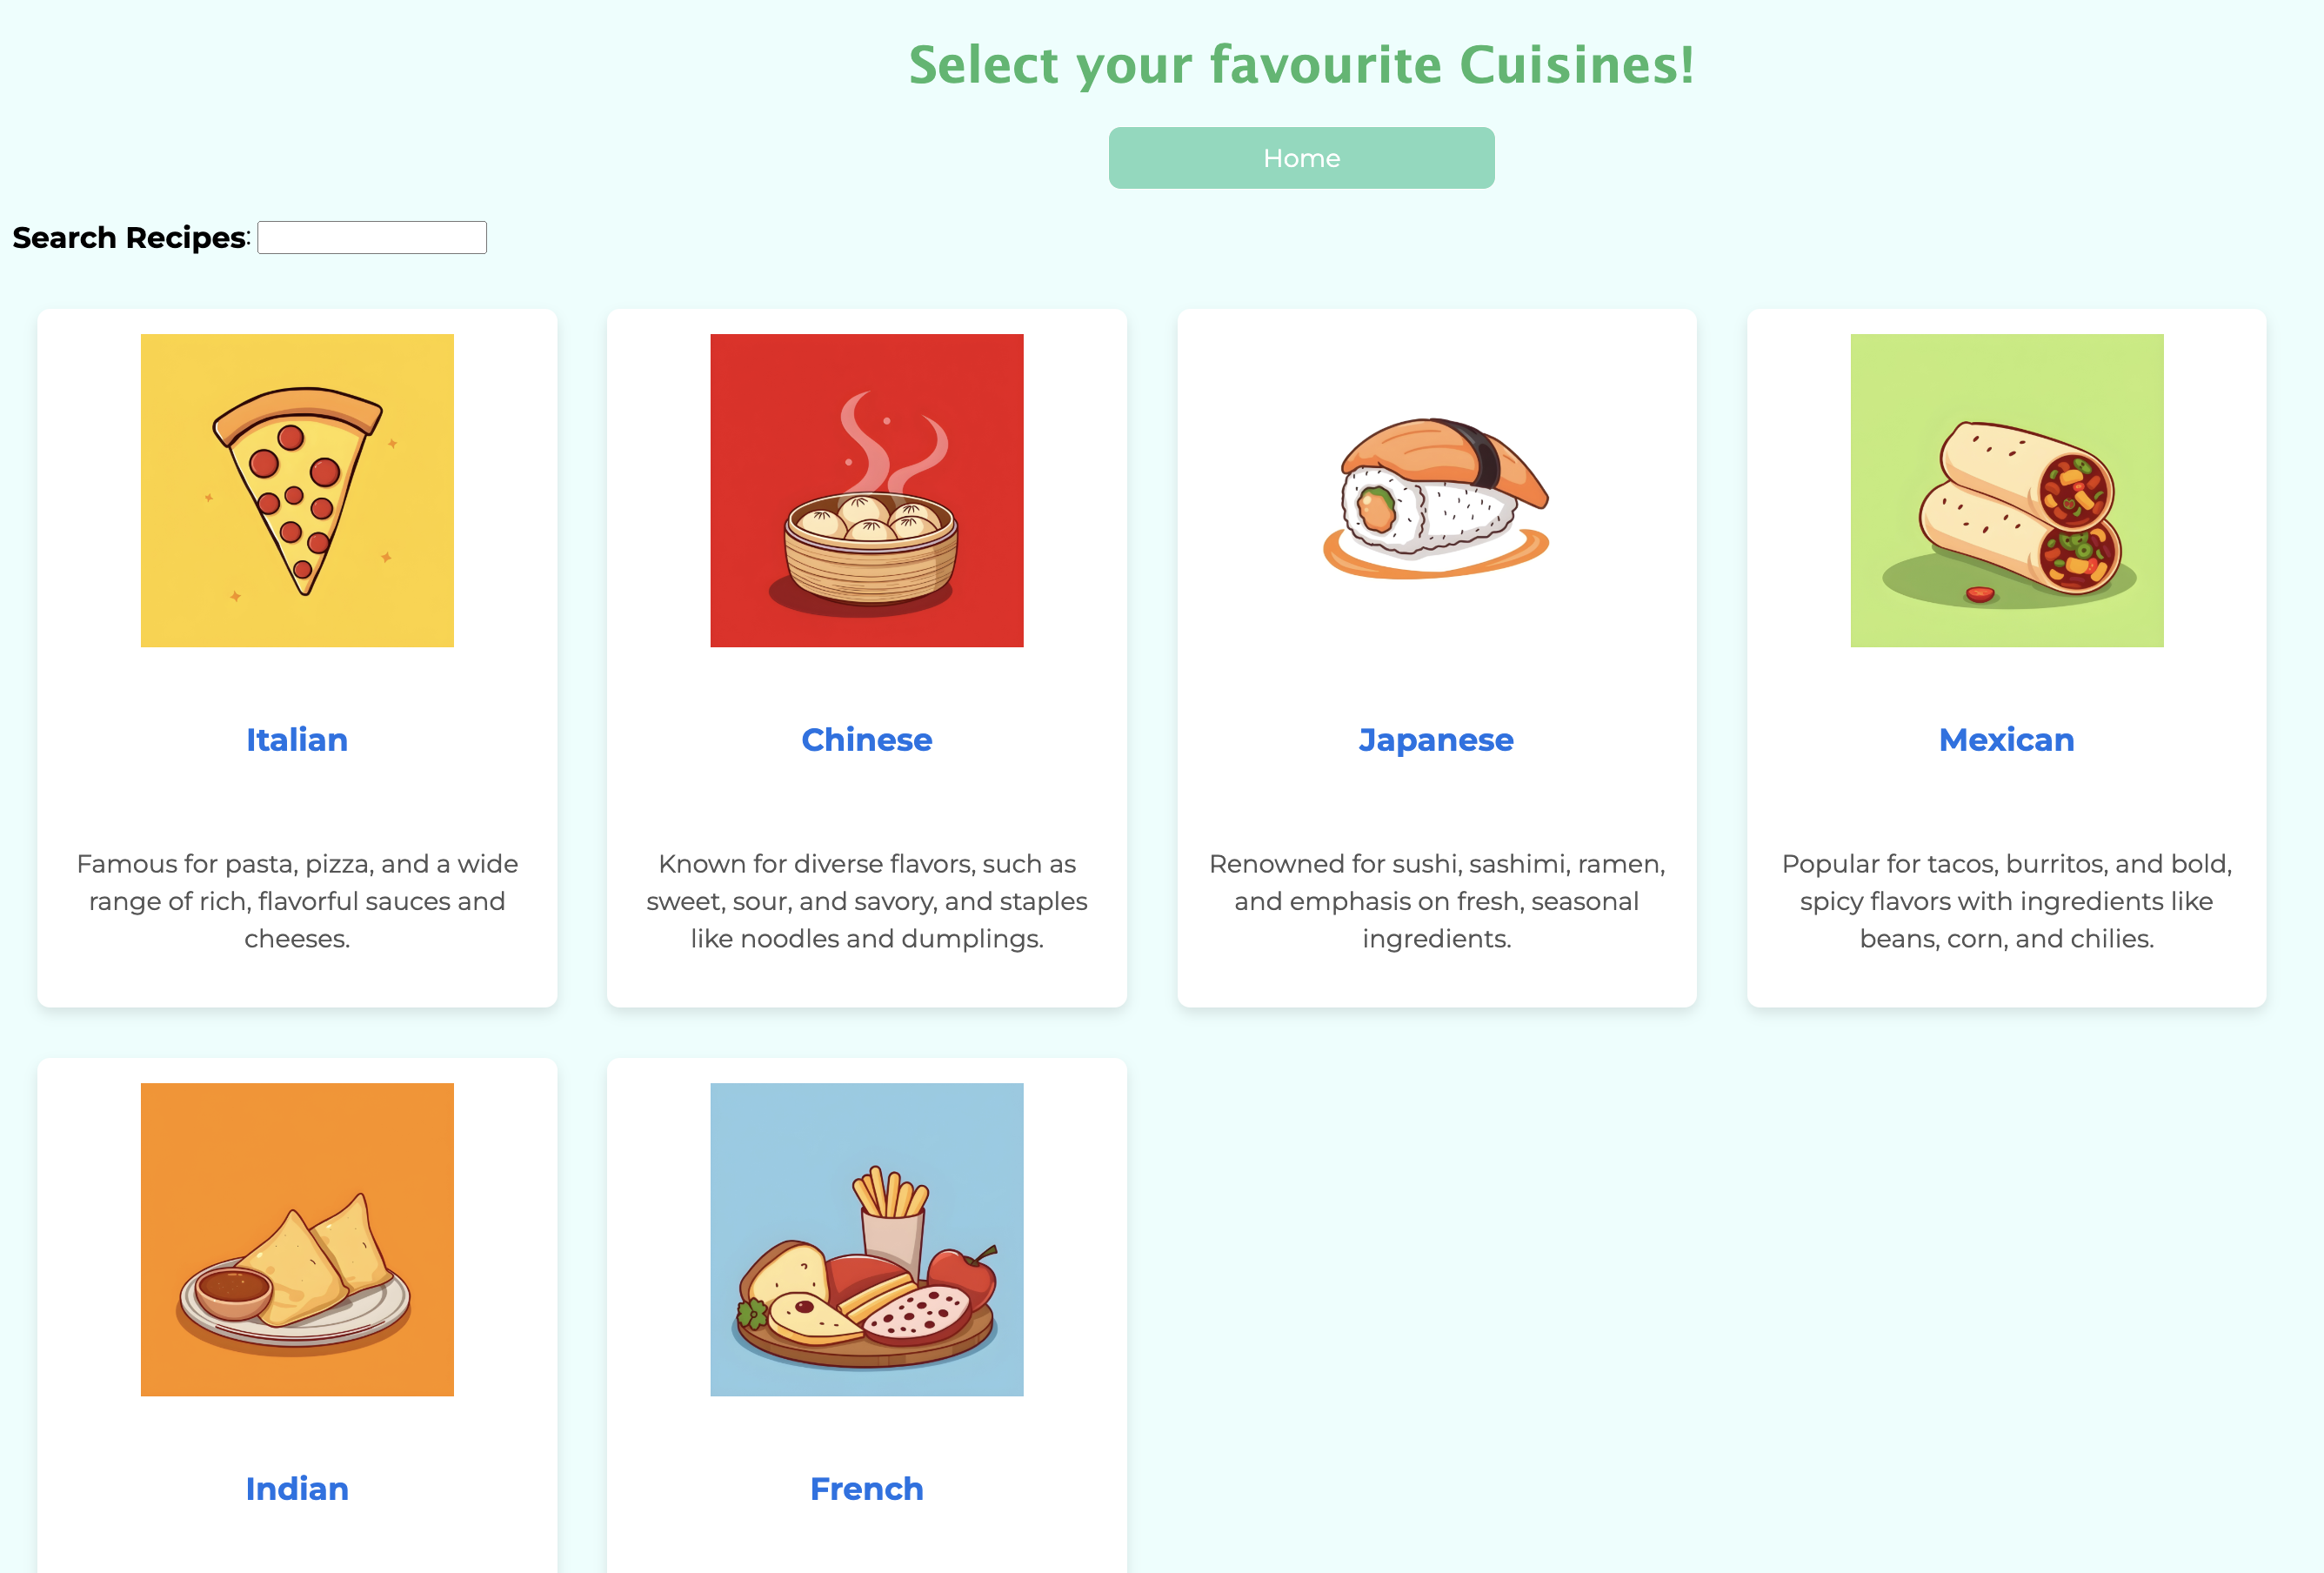 Select your favourite Cuisines!
Home
Search Recipes:
Italian
Famous for pasta, pizza, and a wide
range of rich, flavorful sauces and
cheeses.
Chinese
Known for diverse flavors, such as
sweet, sour, and savory, and staples
like noodles and dumplings.
Japanese
Renowned for sushi, sashimi, ramen,
and emphasis on fresh, seasonal
ingredients.
Mexican
Popular for tacos, burritos, and bold,
spicy flavors with ingredients like
beans, corn, and chilies.
Indian
French